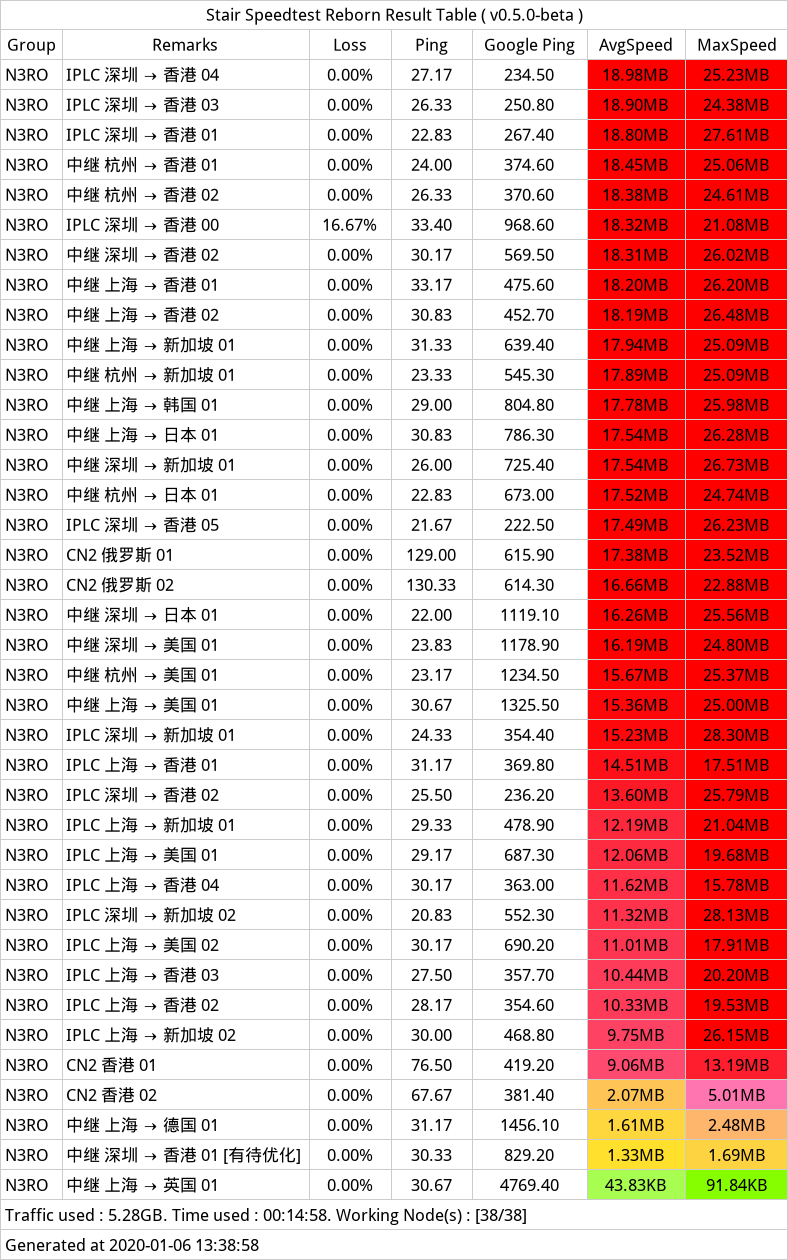 Stair Speedtest Reborn Result Table ( v0.5.0-beta )
Group Remarks Loss Ping Google Ping AvgSpeed MaxSpeed
N3RO IPLC 深圳 → 香港 04 0.00% 27.17 234.50 18.98MB 25.23MB
N3RO IPLC 深圳 → 香港 03 0.00% 26.33 250.80 18.90MB 24.38MB
N3RO IPLC 深圳 → 香港 01 0.00% 22.83 267.40 18.80MB 27.61MB
N3RO 中继 杭州 → 香港 01 0.00% 24.00 374.60 18.45MB 25.06MB
N3RO 中继 杭州 → 香港 02 0.00% 26.33 370.60 18.38MB 24.61MB
N3RO IPLC 深圳 → 香港 00 16.67% 33.40 968.60 18.32MB 21.08MB
N3RO 中继 深圳 → 香港 02 0.00% 30.17 569.50 18.31MB 26.02MB
N3RO 中继 上海 → 香港 01 0.00% 33.17 475.60 18.20MB 26.20MB
N3RO 中继 上海 → 香港 02 0.00% 30.83 452.70 18.19MB 26.48MB
N3RO 中继 上海 → 新加坡 01 0.00% 31.33 639.40 17.94MB 25.09MB
N3RO 中继 杭州 → 新加坡 01 0.00% 23.33 545.30 17.89MB 25.09MB
N3RO 中继 上海 → 韩国 01 0.00% 29.00 804.80 17.78MB 25.98MB
N3RO 中继 上海 → 日本 01 0.00% 30.83 786.30 17.54MB 26.28MB
N3RO 中继 深圳 → 新加坡 01 0.00% 26.00 725.40 17.54MB 26.73MB
N3RO 中继 杭州 → 日本 01 0.00% 22.83 673.00 17.52MB 24.74MB
N3RO IPLC 深圳 → 香港 05 0.00% 21.67 222.50 17.49MB 26.23MB
N3RO CN2 俄罗斯 01 0.00% 129.00 615.90 17.38MB 23.52MB
N3RO CN2 俄罗斯 02 0.00% 130.33 614.30 16.66MB 22.88MB
N3RO 中继 深圳 → 日本 01 0.00% 22.00 1119.10 16.26MB 25.56MB
N3RO 中继 深圳 → 美国 01 0.00% 23.83 1178.90 16.19MB 24.80MB
N3RO 中继 杭州 → 美国 01 0.00% 23.17 1234.50 15.67MB 25.37MB
N3RO 中继 上海 → 美国 01 0.00% 30.67 1325.50 15.36MB 25.00MB
N3RO IPLC 深圳 → 新加坡 01 0.00% 24.33 354.40 15.23MB 28.30MB
N3RO IPLC 上海 → 香港 01 0.00% 31.17 369.80 14.51MB 17.51MB
N3RO IPLC 深圳 → 香港 02 0.00% 25.50 236.20 13.60MB 25.79MB
N3RO IPLC 上海 → 新加坡 01 0.00% 29.33 478.90 12.19MB 21.04MB
N3RO IPLC 上海 → 美国 01 0.00% 29.17 687.30 12.06MB 19.68MB
N3RO IPLC 上海 → 香港 04 0.00% 30.17 363.00 11.62MB 15.78MB
N3RO IPLC 深圳 → 新加坡 02 0.00% 20.83 552.30 11.32MB 28.13MB
N3RO IPLC 上海 → 美国 02 0.00% 30.17 690.20 11.01MB 17.91MB
N3RO IPLC 上海 → 香港 03 0.00% 27.50 357.70 10.44MB 20.20MB
N3RO IPLC 上海 → 香港 02 0.00% 28.17 354.60 10.33MB 19.53MB
N3RO IPLC 上海 → 新加坡 02 0.00% 30.00 468.80 9.75MB 26.15MB
N3RO CN2 香港 01 0.00% 76.50 419.20 9.06MB 13.19MB
N3RO CN2 香港 02 0.00% 67.67 381.40 2.07MB 5.01MB
N3RO 中继 上海 → 德国 01 0.00% 31.17 1456.10 1.61MB 2.48MB
N3RO 中继 深圳 → 香港 01 [有待优化] 0.00% 30.33 829.20 1.33MB 1.69MB
N3RO 中继 上海 → 英国 01 0.00% 30.67 4769.40 43.83KB 91.84KB
Traffic used : 5.28GB. Time used : 00:14:58. Working Node(s) : [38/38]
Generated at 2020-01-06 13:38:58